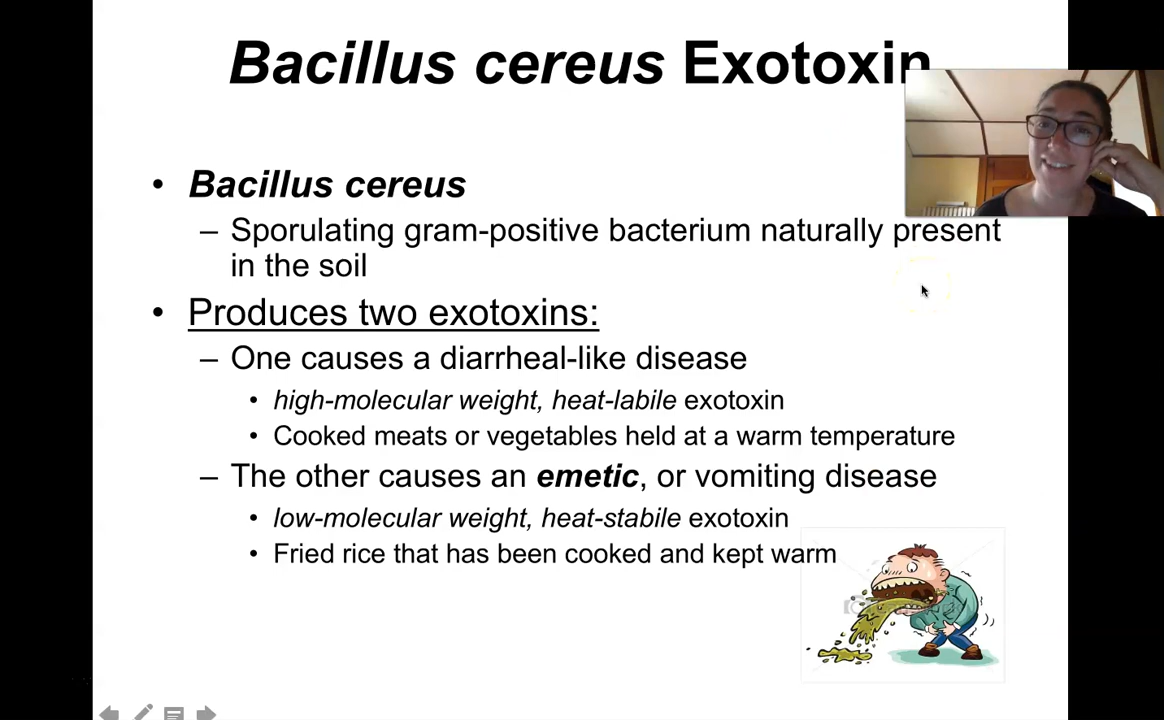 Bacillus cereus Exotoxin
• Bacillus cereus
– Sporulating gram-positive bacterium naturally present
in the soil
• Produces two exotoxins:
– One causes a diarrheal-like disease
• high-molecular weight, heat-labile exotoxin
• Cooked meats or vegetables held at a warm temperature
– The other causes an emetic, or vomiting disease
• low-molecular weight, heat-stabile exotoxin
• Fried rice that has been cooked and kept warm